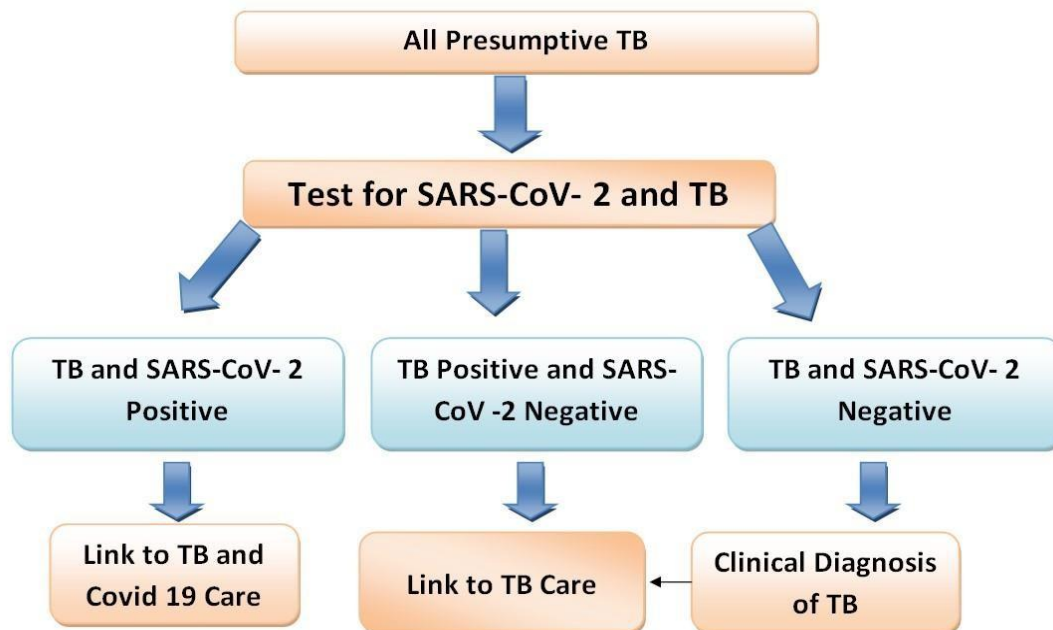 All Presumptive TB
Test for SARS-CoV- 2 and TB
TB and SARS-CoV- 2
Positive
TB Positive and SARS-
CoV -2 Negative
TB and SARS-CoV- 2
Negative
Link to TB and
Covid 19 Care
Link to TB Care
Clinical Diagnosis
of TB